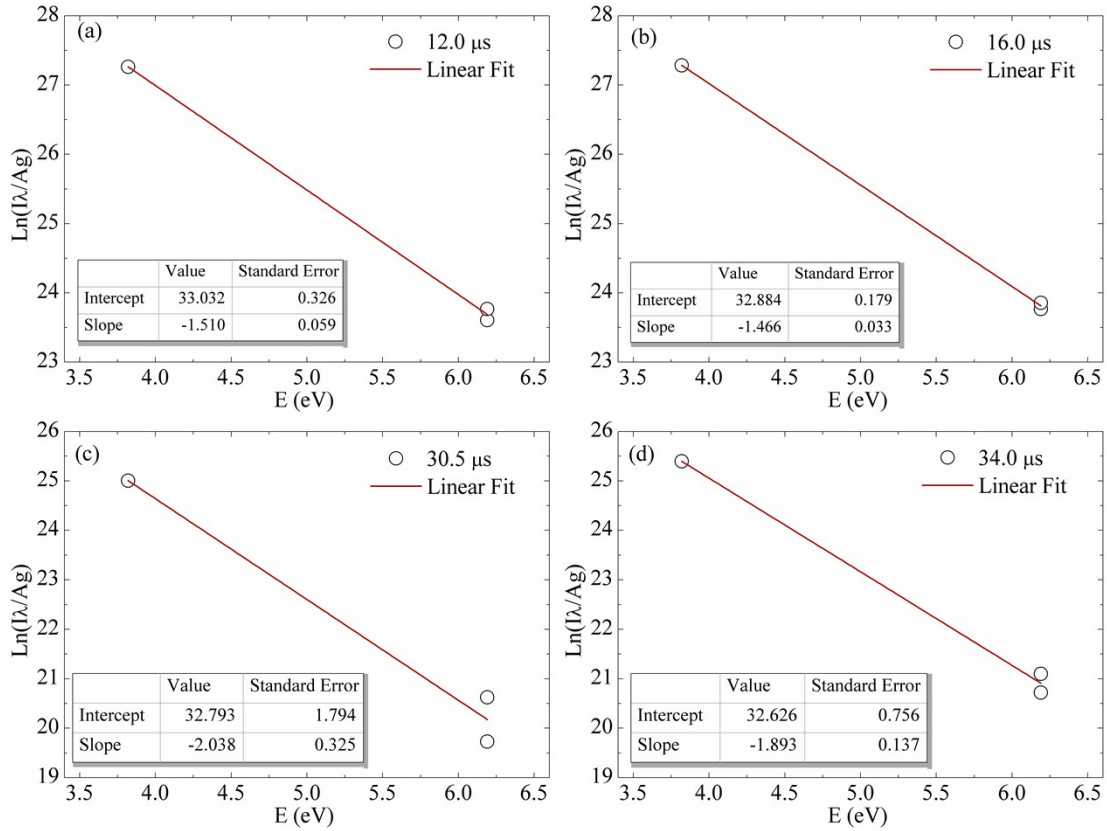 (a)
12.0 μs
Linear Fit
28
27
26
25
24
23
Ln(Iλ/Ag)
Value Standard Error
Intercept 33.032 0.326
Slope -1.510 0.059
3.5 4.0 4.5 5.0 5.5 6.0 6.5
E (eV)
(b)
16.0 μs
Linear Fit
28
27
26
25
24
23
Ln(Iλ/Ag)
Value Standard Error
Intercept 32.884 0.179
Slope -1.466 0.033
3.5 4.0 4.5 5.0 5.5 6.0 6.5
E (eV)
(c)
30.5 μs
Linear Fit
26
25
24
23
22
21
20
19
Ln(Iλ/Ag)
Value Standard Error
Intercept 32.793 1.794
Slope -2.038 0.325
3.5 4.0 4.5 5.0 5.5 6.0 6.5
E (eV)
(d)
34.0 μs
Linear Fit
26
25
24
23
22
21
20
19
Ln(Iλ/Ag)
Value Standard Error
Intercept 32.626 0.756
Slope -1.893 0.137
3.5 4.0 4.5 5.0 5.5 6.0 6.5
E (eV)